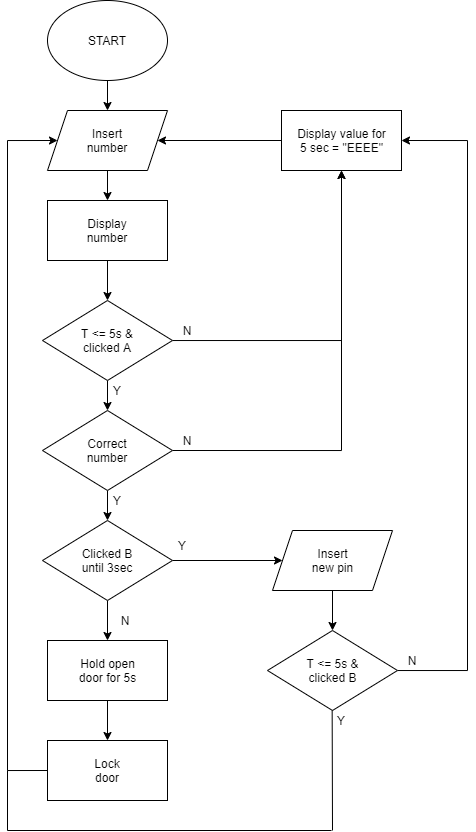 START
Insert
number
Display value for
5 sec = "EEEE"
Display
number
T <= 5s &
clicked A
N
Y
Correct
number
N
Y
Clicked B
until 3sec
Y
N
Insert
new pin
Hold open
door for 5s
T <= 5s &
clicked B
N
Y
Lock
door